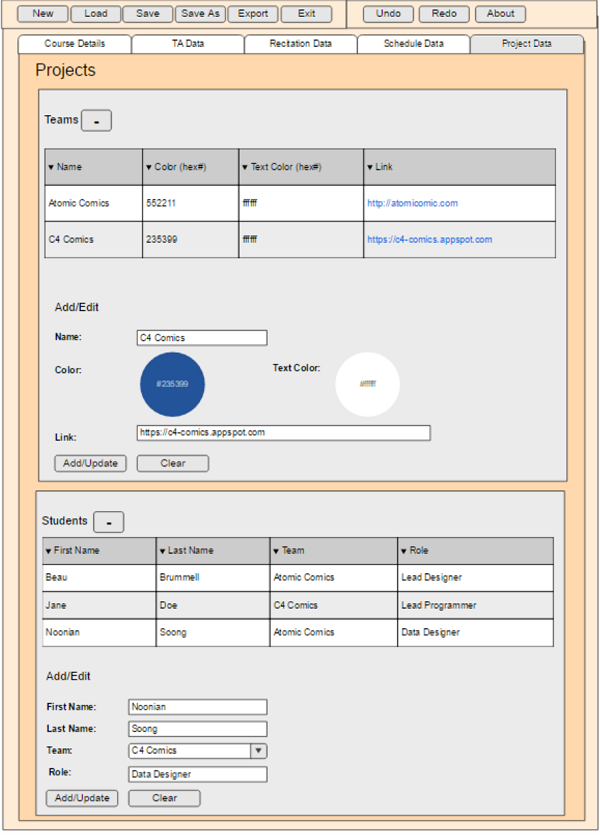 New Load Save Save As Export Exit Undo Redo About
Course Details TA Data Recitation Data Schedule Data Project Data
Projects
Teams -
▼ Name ▼ Color (hex#) ▼ Text Color (hex#) ▼ Link
Atomic Comics 552211 ffffff http://atomicomic.com
C4 Comics 235399 ffffff https://c4-comics.appspot.com
Add/Edit
Name: C4 Comics
Color: #235399 Text Color: #ffffff
Link: https://c4-comics.appspot.com
Add/Update Clear
Students -
▼ First Name ▼ Last Name ▼ Team ▼ Role
Beau Brummell Atomic Comics Lead Designer
Jane Doe C4 Comics Lead Programmer
Noonian Soong Atomic Comics Data Designer
Add/Edit
First Name: Noonian
Last Name: Soong
Team: C4 Comics ▼
Role: Data Designer
Add/Update Clear